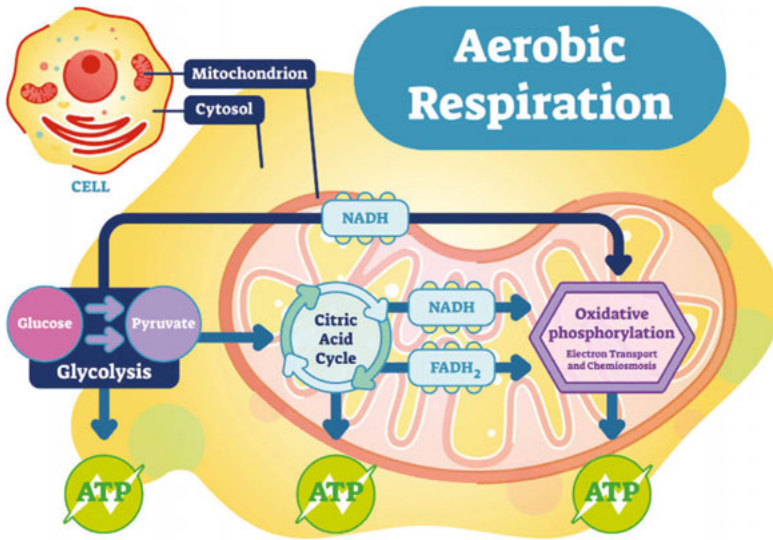 Aerobic
Respiration
Mitochondrion
Cytosol
CELL
NADH
Glucose
Pyruvate
Glycolysis
Citric
Acid
Cycle
NADH
FADH₂
Oxidative
phosphorylation
Electron Transport
and Chemiosmosis
ATP
ATP
ATP